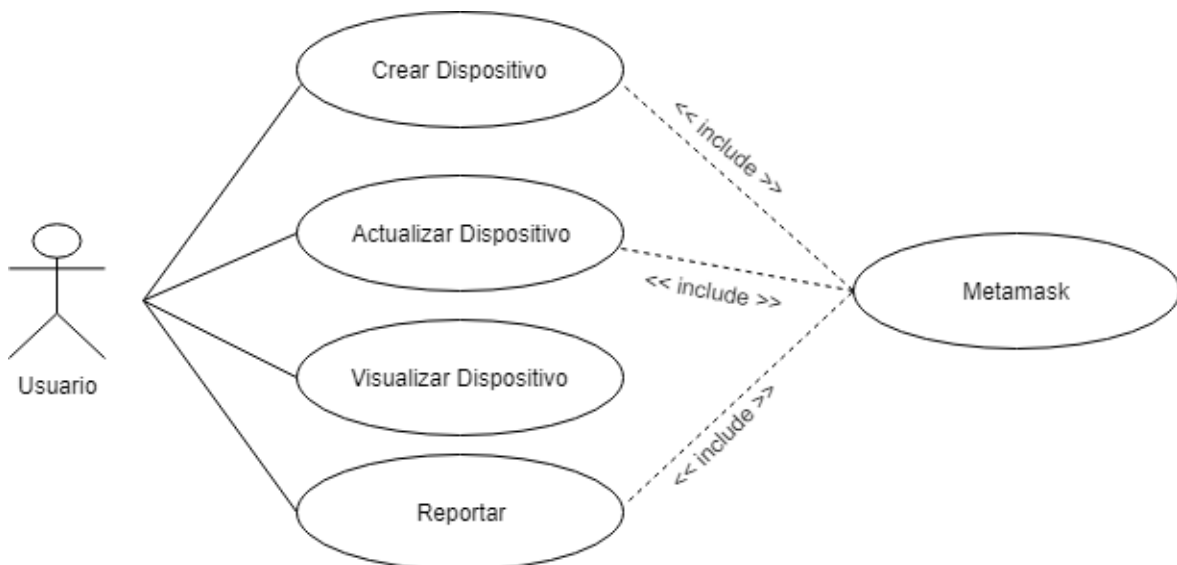 Crear Dispositivo
<< include >>
Actualizar Dispositivo
<< include >>
Metamask
Visualizar Dispositivo
Usuario
<< include >>
Reportar